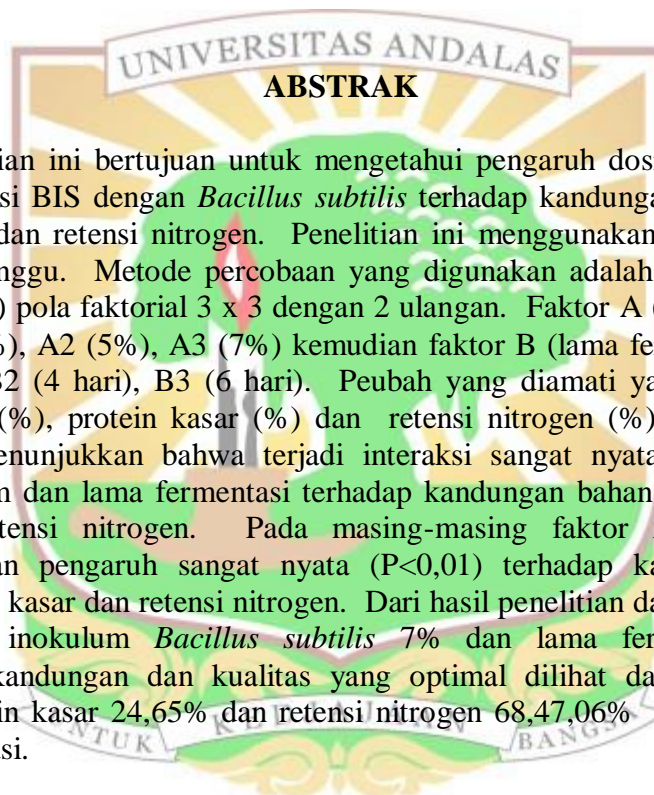 UNIVERSITAS ANDALAS
ABSTRAK
ian ini bertujuan untuk mengetahui pengaruh dosi
si BIS dengan Bacillus subtilis terhadap kandunga
dan retensi nitrogen. Penelitian ini menggunakan
nggu. Metode percobaan yang digunakan adalah
) pola faktorial 3 x 3 dengan 2 ulangan. Faktor A (
%), A2 (5%), A3 (7%) kemudian faktor B (lama fe
B2 (4 hari), B3 (6 hari). Peubah yang diamati ya
(%), protein kasar (%) dan retensi nitrogen (%)
enunjukkan bahwa terjadi interaksi sangat nyata
n dan lama fermentasi terhadap kandungan bahan
tensi nitrogen. Pada masing-masing faktor
an pengaruh sangat nyata (P<0,01) terhadap ka
kasar dan retensi nitrogen. Dari hasil penelitian da
inokulum Bacillus subtilis 7% dan lama fer
kandungan dan kualitas yang optimal dilihat da
in kasar 24,65% dan retensi nitrogen 68,47,06%
si.
UNTUK KEDJAJAAN BANGSA